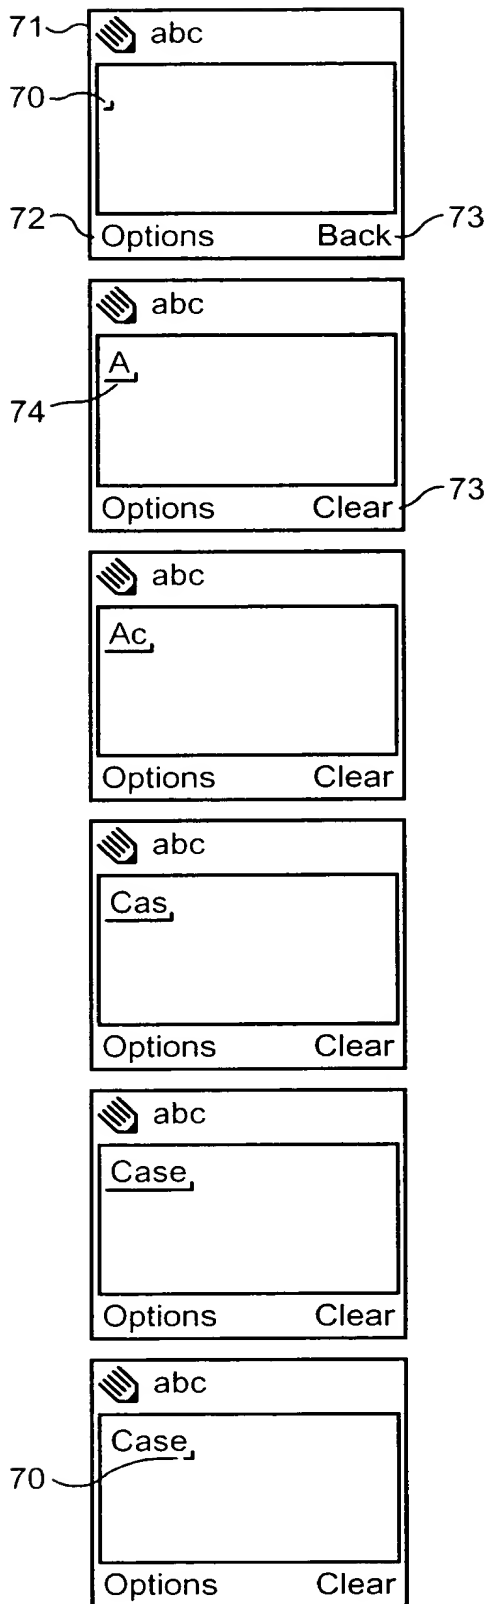 71 abc
70
72 Options Back 73
abc
A
74
Options Clear 73
abc
Ac
Options Clear
abc
Cas
Options Clear
abc
Case
Options Clear
abc
Case
70
Options Clear